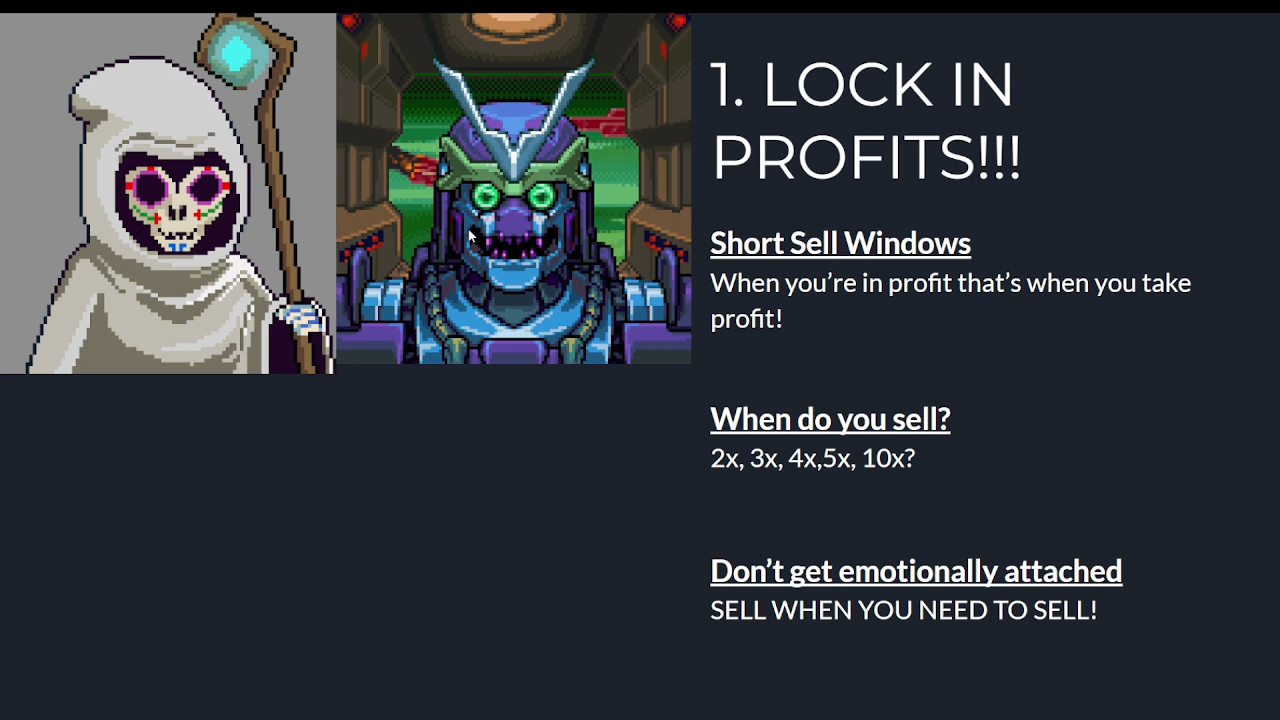 1. LOCK IN
PROFITS!!!
Short Sell Windows
When you’re in profit that’s when you take
profit!
When do you sell?
2x, 3x, 4x,5x, 10x?
Don’t get emotionally attached
SELL WHEN YOU NEED TO SELL!